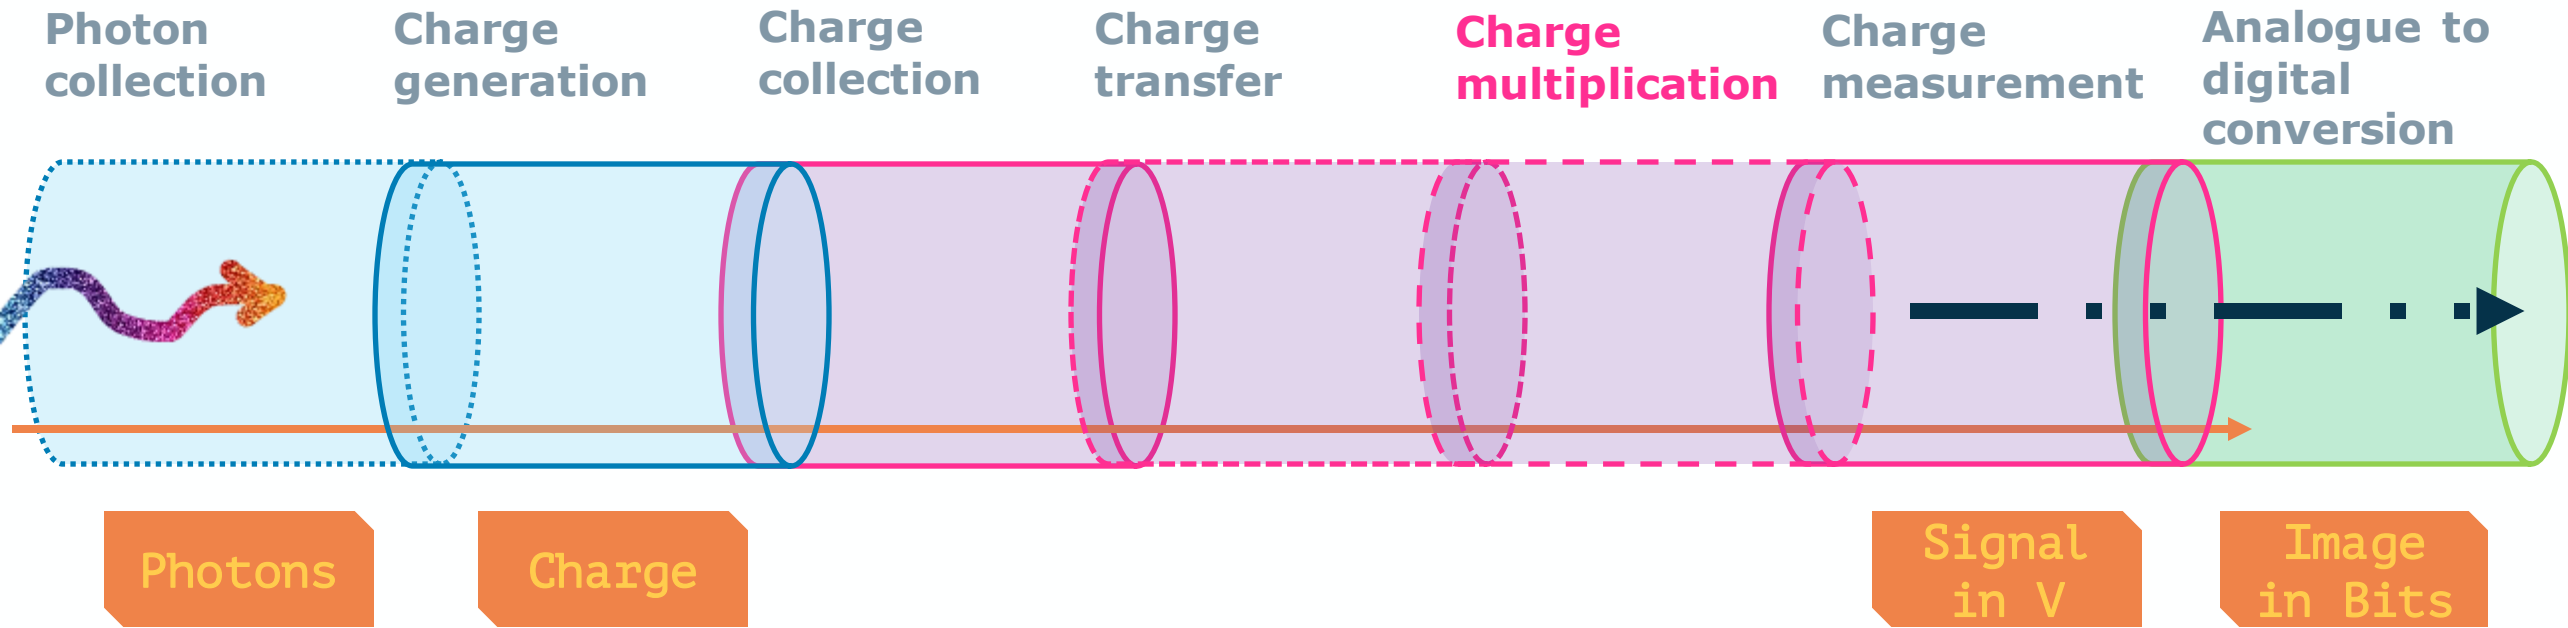 Photon
collection
Charge
generation
Charge
collection
Charge
transfer
Charge
multiplication
Charge
measurement
Analogue to
digital
conversion
Photons
Charge
Signal
in V
Image
in Bits